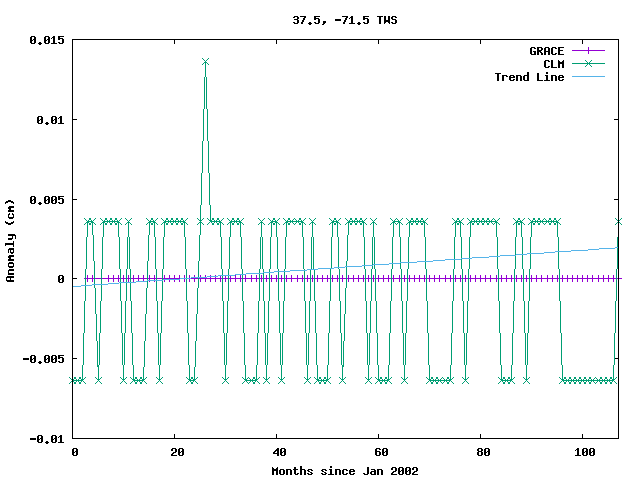 37.5, -71.5 TWS
0.015
0.01
0.005
0
-0.005
-0.01
Anomaly (cm)
GRACE
CLM
Trend Line
0 20 40 60 80 100
Months since Jan 2002